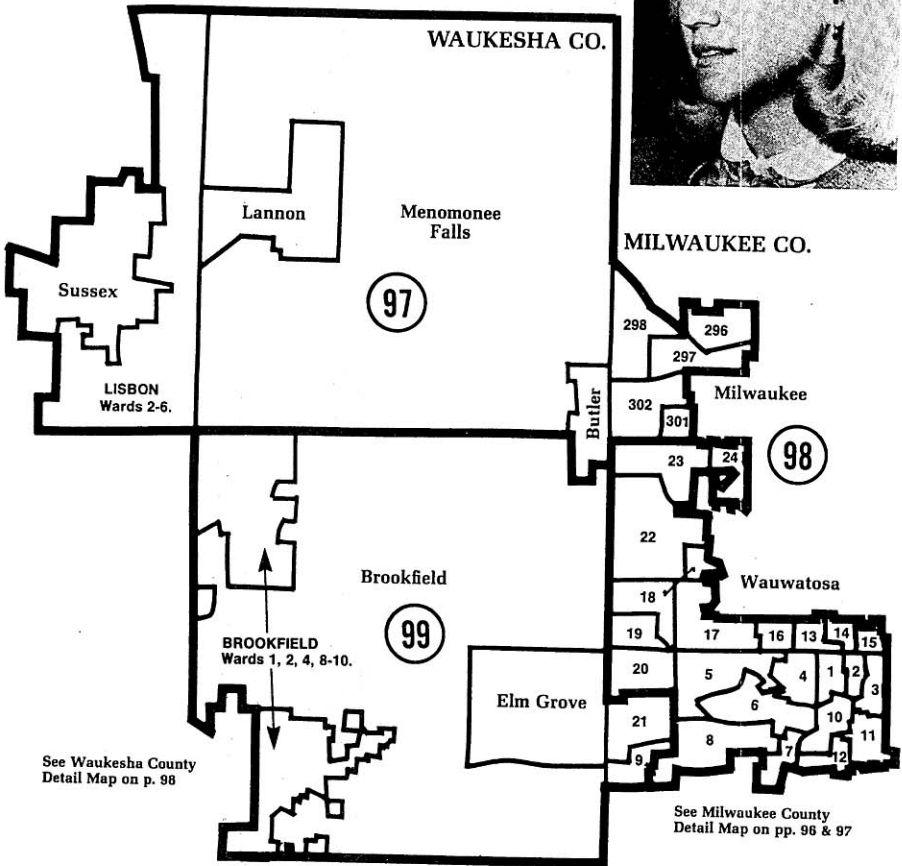 WAUKESHA CO.
Lannon
Menomonee
Falls
MILWAUKEE CO.
Sussex
97
298
296
297
LISBON
Wards 2-6.
Butler
302
301
Milwaukee
23
24
98
22
Brookfield
Wauwatosa
18
99
BROOKFIELD
Wards 1, 2, 4, 8-10.
19
17
16
13
14
15
20
5
4
1
2
3
Elm Grove
6
21
10
8
11
7
9
12
See Waukesha County
Detail Map on p. 98
See Milwaukee County
Detail Map on pp. 96 & 97